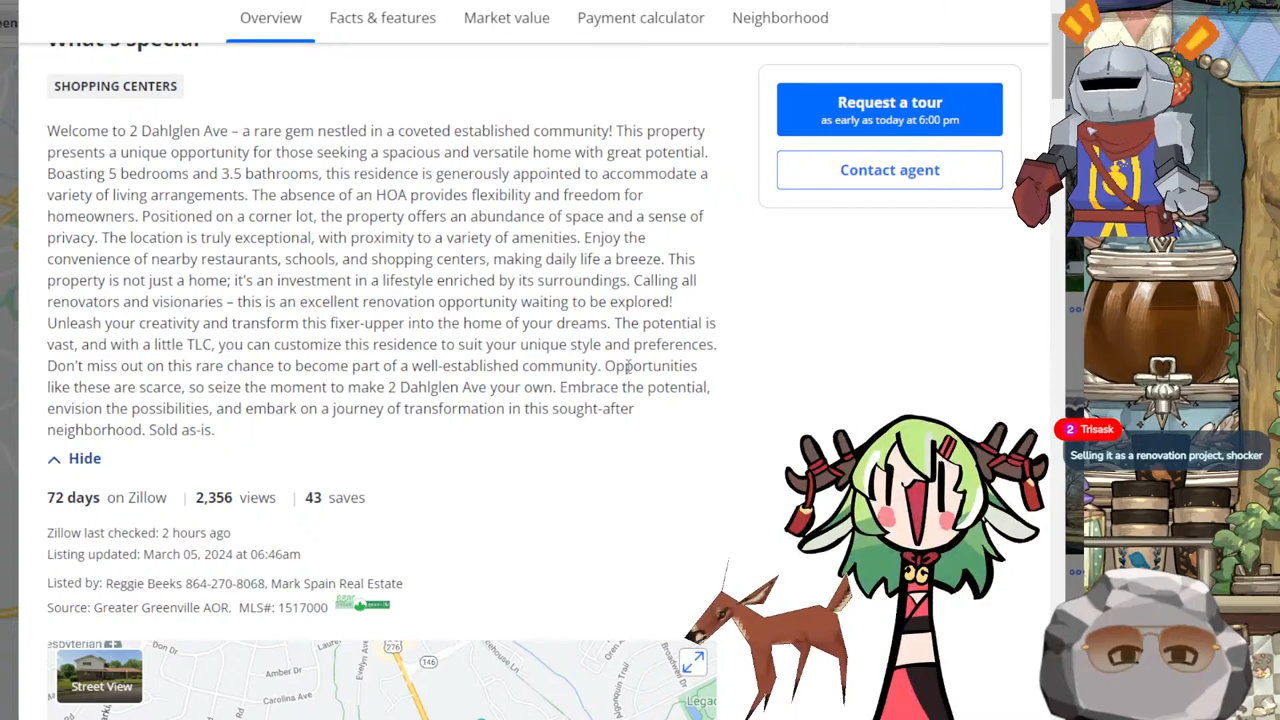 Overview
Facts & features
Market value
Payment calculator
Neighborhood
What's special
SHOPPING CENTERS
Welcome to 2 Dahlglen Ave – a rare gem nestled in a coveted established community! This property
presents a unique opportunity for those seeking a spacious and versatile home with great potential.
Boasting 5 bedrooms and 3.5 bathrooms, this residence is generously appointed to accommodate a
variety of living arrangements. The absence of an HOA provides flexibility and freedom for
homeowners. Positioned on a corner lot, the property offers an abundance of space and a sense of
privacy. The location is truly exceptional, with proximity to a variety of amenities. Enjoy the
convenience of nearby restaurants, schools, and shopping centers, making daily life a breeze. This
property is not just a home; it's an investment in a lifestyle enriched by its surroundings. Calling all
renovators and visionaries – this is an excellent renovation opportunity waiting to be explored!
Unleash your creativity and transform this fixer-upper into the home of your dreams. The potential is
vast, and with a little TLC, you can customize this residence to suit your unique style and preferences.
Don't miss out on this rare chance to become part of a well-established community. Opportunities
like these are scarce, so seize the moment to make 2 Dahlglen Ave your own. Embrace the potential,
envision the possibilities, and embark on a journey of transformation in this sought-after
neighborhood. Sold as-is.
Hide
72 days on Zillow | 2,356 views | 43 saves
Zillow last checked: 2 hours ago
Listing updated: March 05, 2024 at 06:46am
Listed by: Reggie Beeks 864-270-8068, Mark Spain Real Estate
Source: Greater Greenville AOR, MLS#: 1517000
Request a tour
as early as today at 6:00 pm
Contact agent
2 Trisask
Selling it as a renovation project, shocker
Street View
Don Dr
Amber Dr
Carolina Ave
276
146